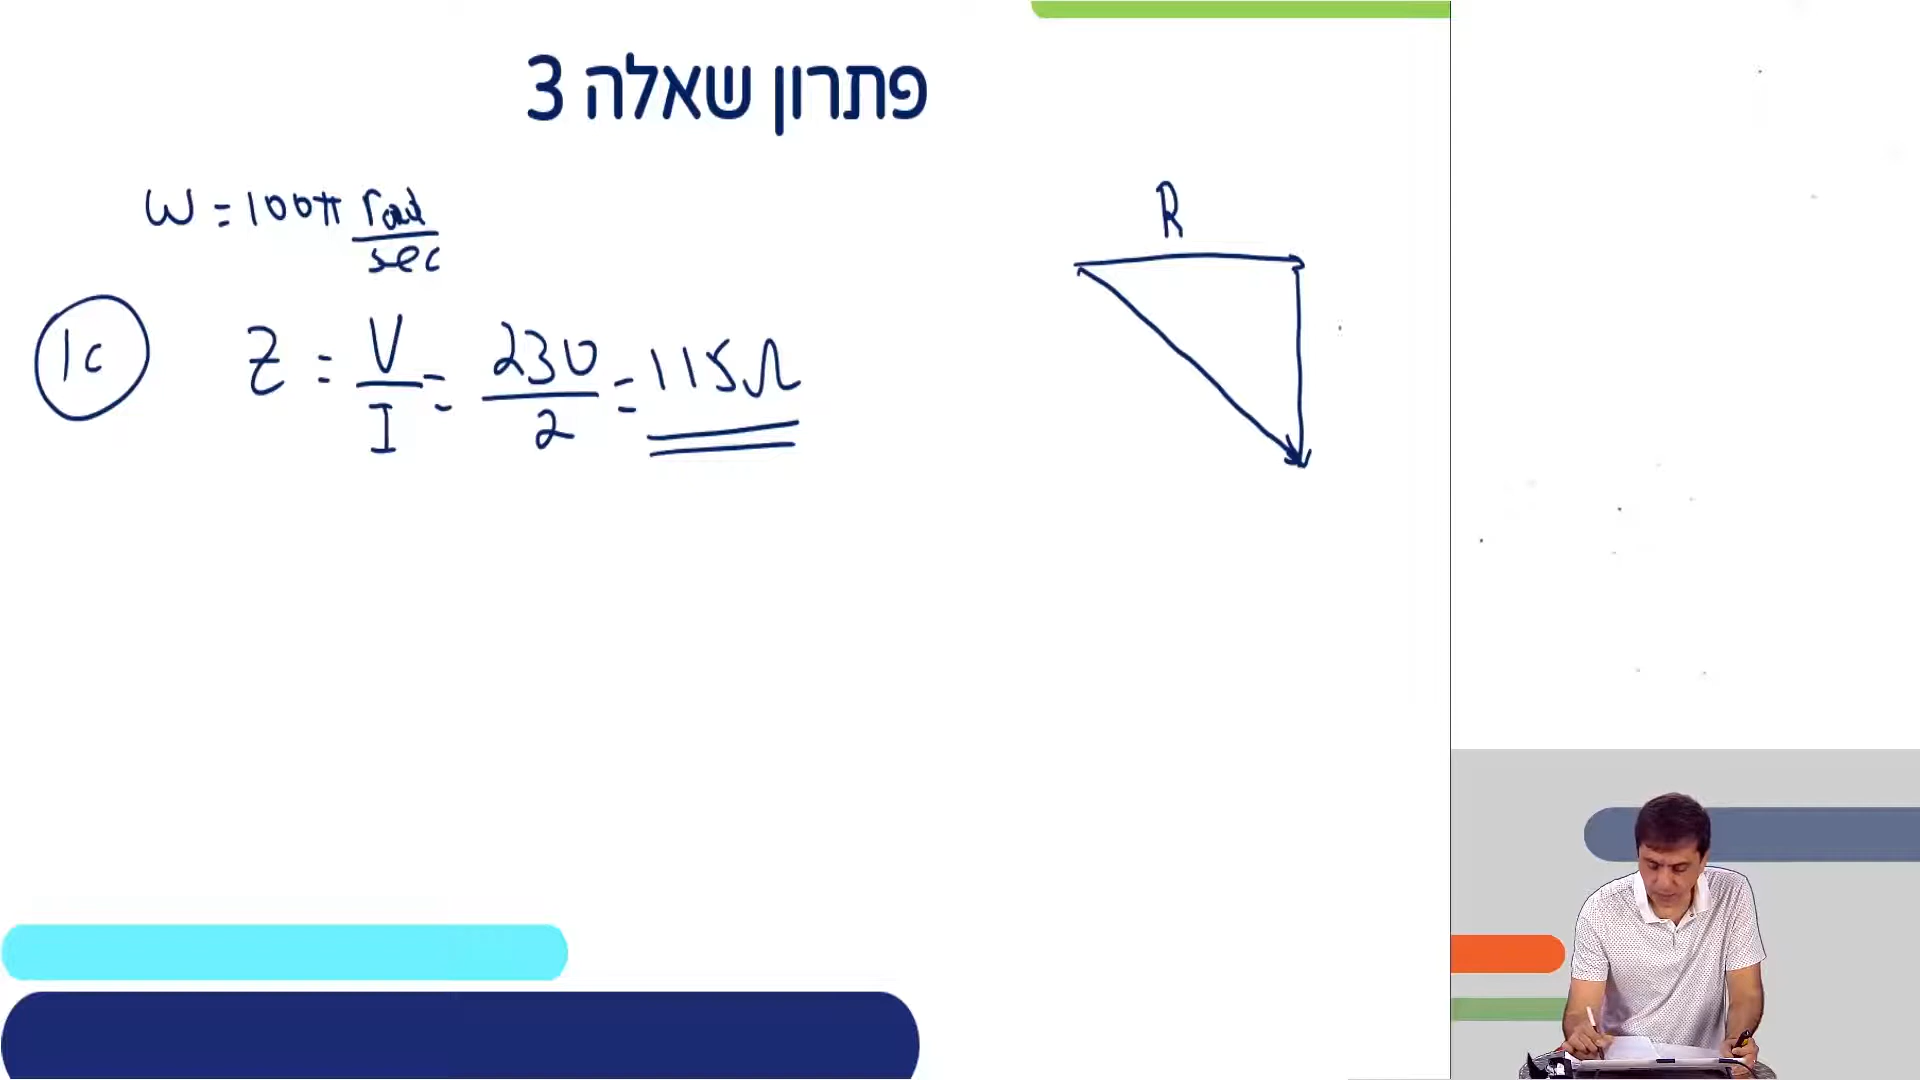 פתרון שאלה 3
ω = 100π rad/sec
R
1c Z = V/I = 230/2 = 115Ω